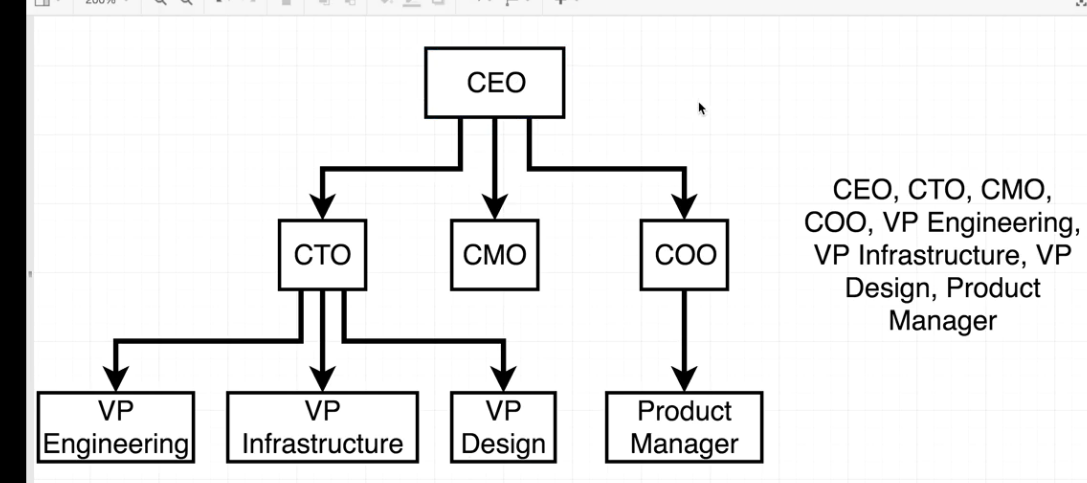 CEO
CTO
CMO
COO
VP
Engineering
VP
Infrastructure
VP
Design
Product
Manager
CEO, CTO, CMO,
COO, VP Engineering,
VP Infrastructure, VP
Design, Product
Manager